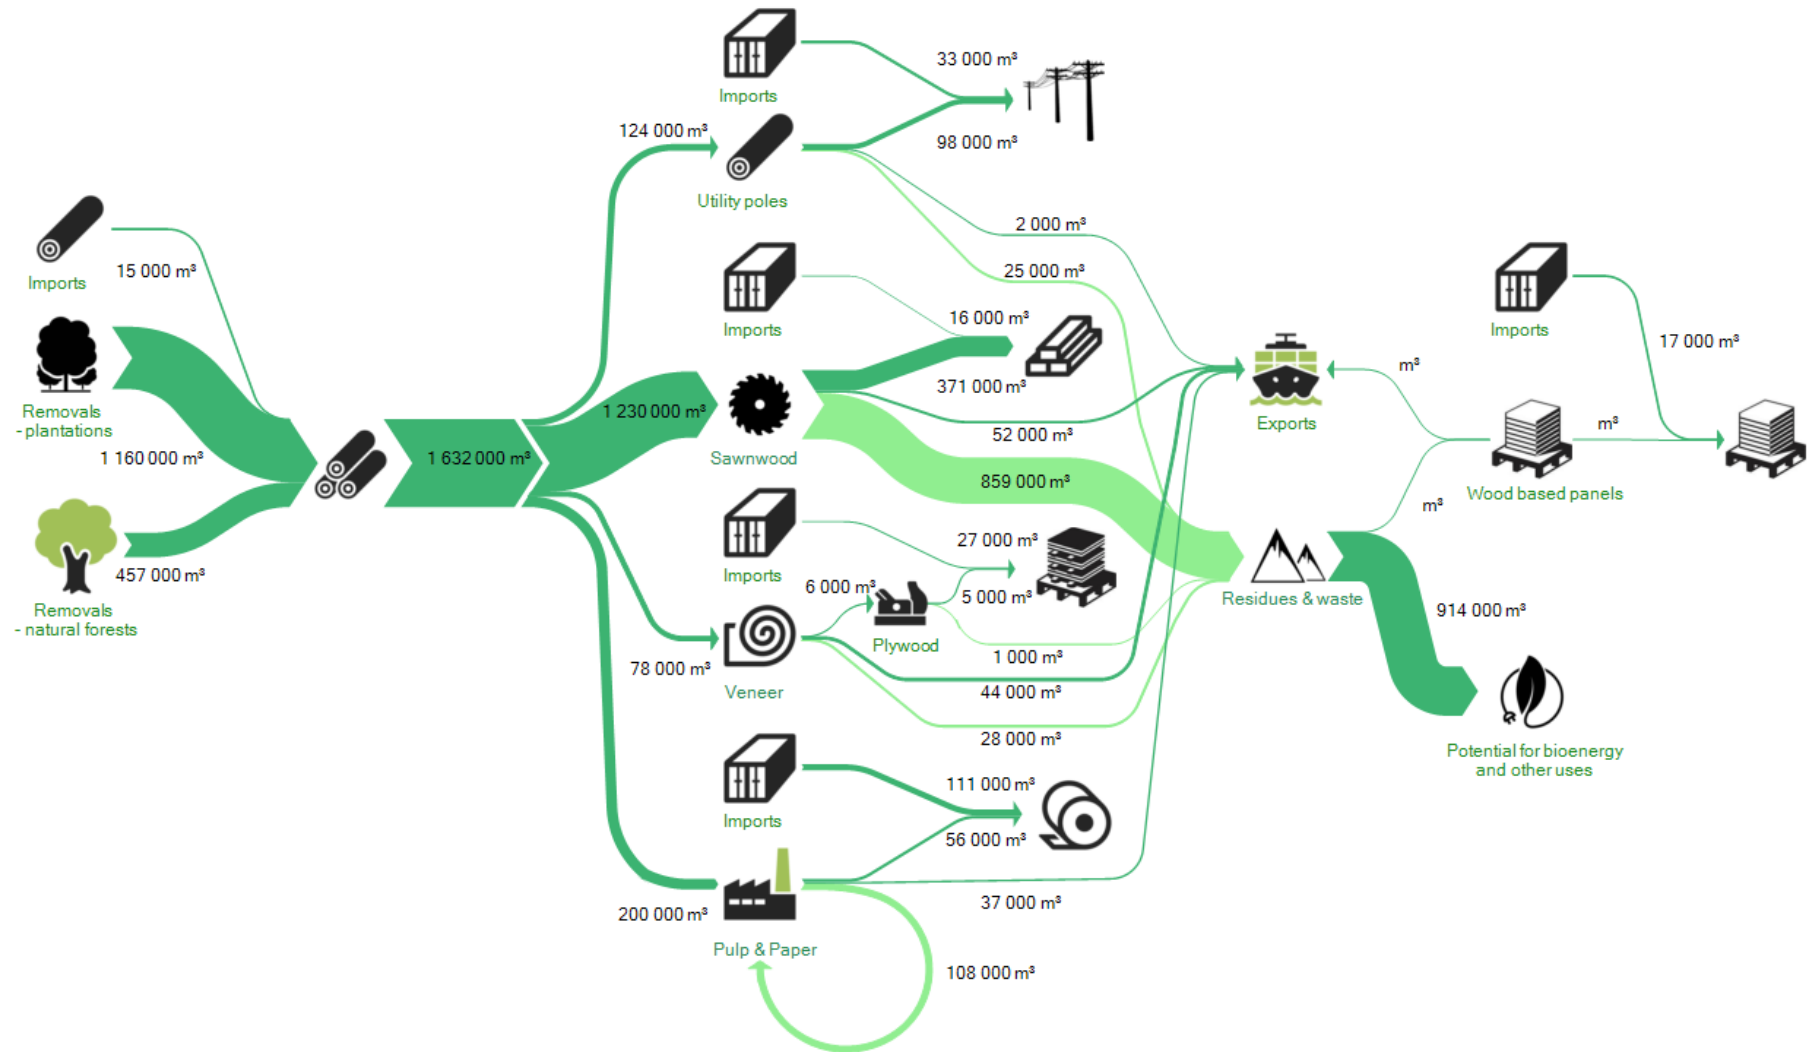 Imports
33 000 m³
124 000 m³
98 000 m³
Utility poles
2 000 m³
Imports
15 000 m³
25 000 m³
Imports
16 000 m³
Imports
17 000 m³
m³
371 000 m³
Removals
- plantations
1 230 000 m³
Exports
m³
52 000 m³
1 160 000 m³
1 632 000 m³
Sawnwood
859 000 m³
Wood based panels
m³
27 000 m³
457 000 m³
Imports
6 000 m³
5 000 m³
Residues & waste
914 000 m³
Removals
- natural forests
Plywood
1 000 m³
78 000 m³
Veneer
44 000 m³
28 000 m³
Potential for bioenergy
and other uses
111 000 m³
Imports
56 000 m³
200 000 m³
37 000 m³
Pulp & Paper
108 000 m³